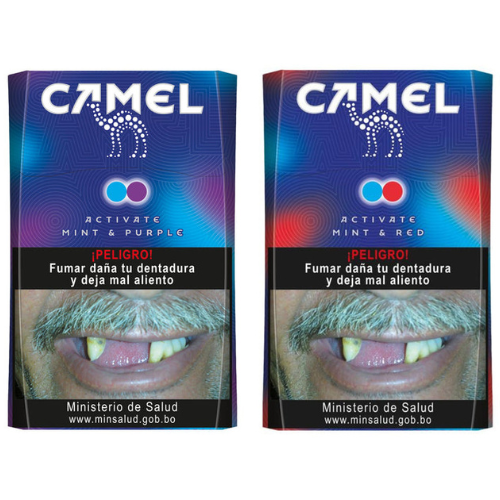 CAMEL
ACTIVATE
MINT & PURPLE
¡PELIGRO!
Fumar daña tu dentadura
y deja mal aliento
Ministerio de Salud
www.minsalud.gob.bo
CAMEL
ACTIVATE
MINT & RED
¡PELIGRO!
Fumar daña tu dentadura
y deja mal aliento
Ministerio de Salud
www.minsalud.gob.bo